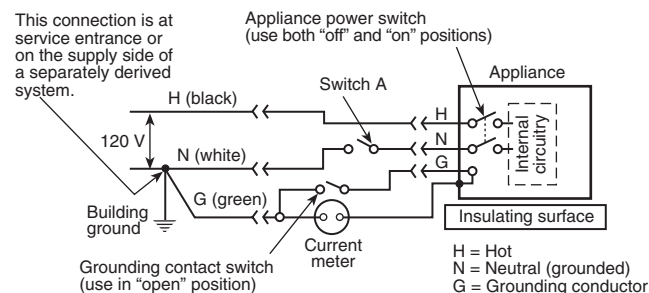 This connection is at
service entrance or
on the supply side of
a separately derived
system.
Appliance power switch
(use both “off” and “on” positions)
Appliance
Switch A
H (black)
H
120 V
N (white)
N
G
Internal
circuitry
G (green)
Building
ground
Insulating surface
Current
meter
Grounding contact switch
(use in “open” position)
H = Hot
N = Neutral (grounded)
G = Grounding conductor